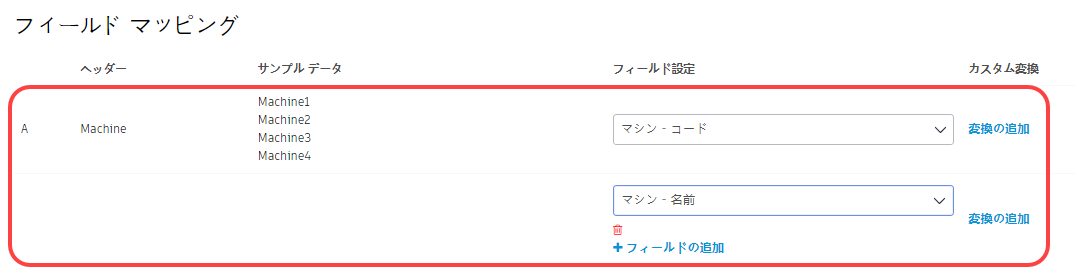 フィールド マッピング
ヘッダー サンプル データ フィールド設定 カスタム変換
A Machine Machine1 マシン - コード 変換の追加
Machine2
Machine3
Machine4
マシン - 名前 変換の追加
+ フィールドの追加